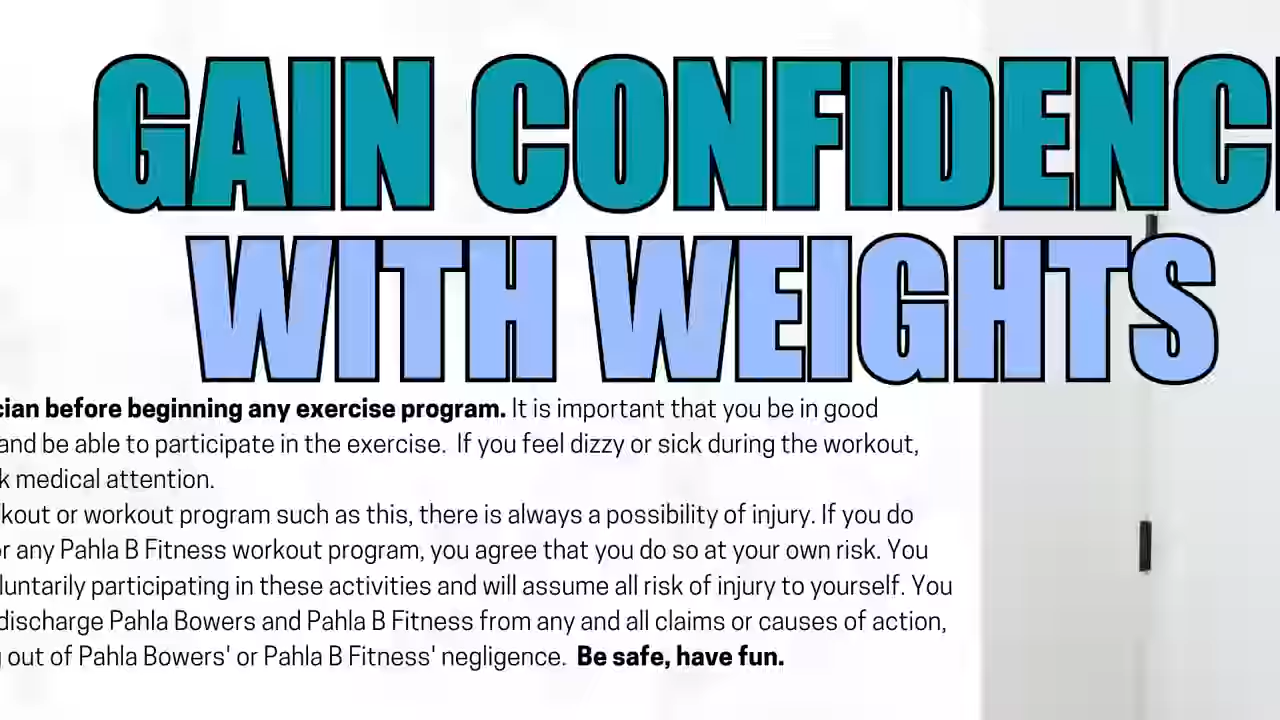 GAIN CONFIDENC
WITH WEIGHTS
cian before beginning any exercise program. It is important that you be in good
and be able to participate in the exercise. If you feel dizzy or sick during the workout,
k medical attention.
kout or workout program such as this, there is always a possibility of injury. If you do
or any Pahla B Fitness workout program, you agree that you do so at your own risk. You
luntarily participating in these activities and will assume all risk of injury to yourself. You
discharge Pahla Bowers and Pahla B Fitness from any and all claims or causes of action,
g out of Pahla Bowers' or Pahla B Fitness' negligence. Be safe, have fun.